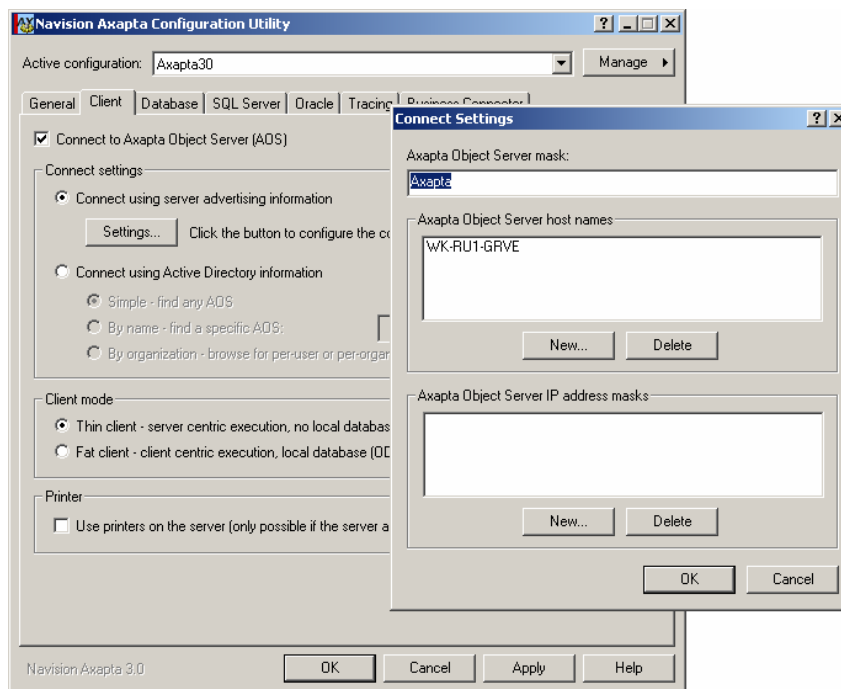 Navision Axapta Configuration Utility
Active configuration: Axapta30 Manage
General Client Database SQL Server Oracle Tracing Business Connector
Connect to Axapta Object Server (AOS)
Connect settings
Connect using server advertising information
Settings... Click the button to configure the
Connect using Active Directory information
Simple - find any AOS
By name - find a specific AOS:
By organization - browse for per-user or
Client mode
Thin client - server centric execution, no local
Fat client - client centric execution, local database
Printer
Use printers on the server (only possible if the server
Navision Axapta 3.0 OK Cancel Apply Help
Connect Settings
Axapta Object Server mask:
Axapta
Axapta Object Server host names
WK-RU1-GRVE
New... Delete
Axapta Object Server IP address masks
New... Delete
OK Cancel